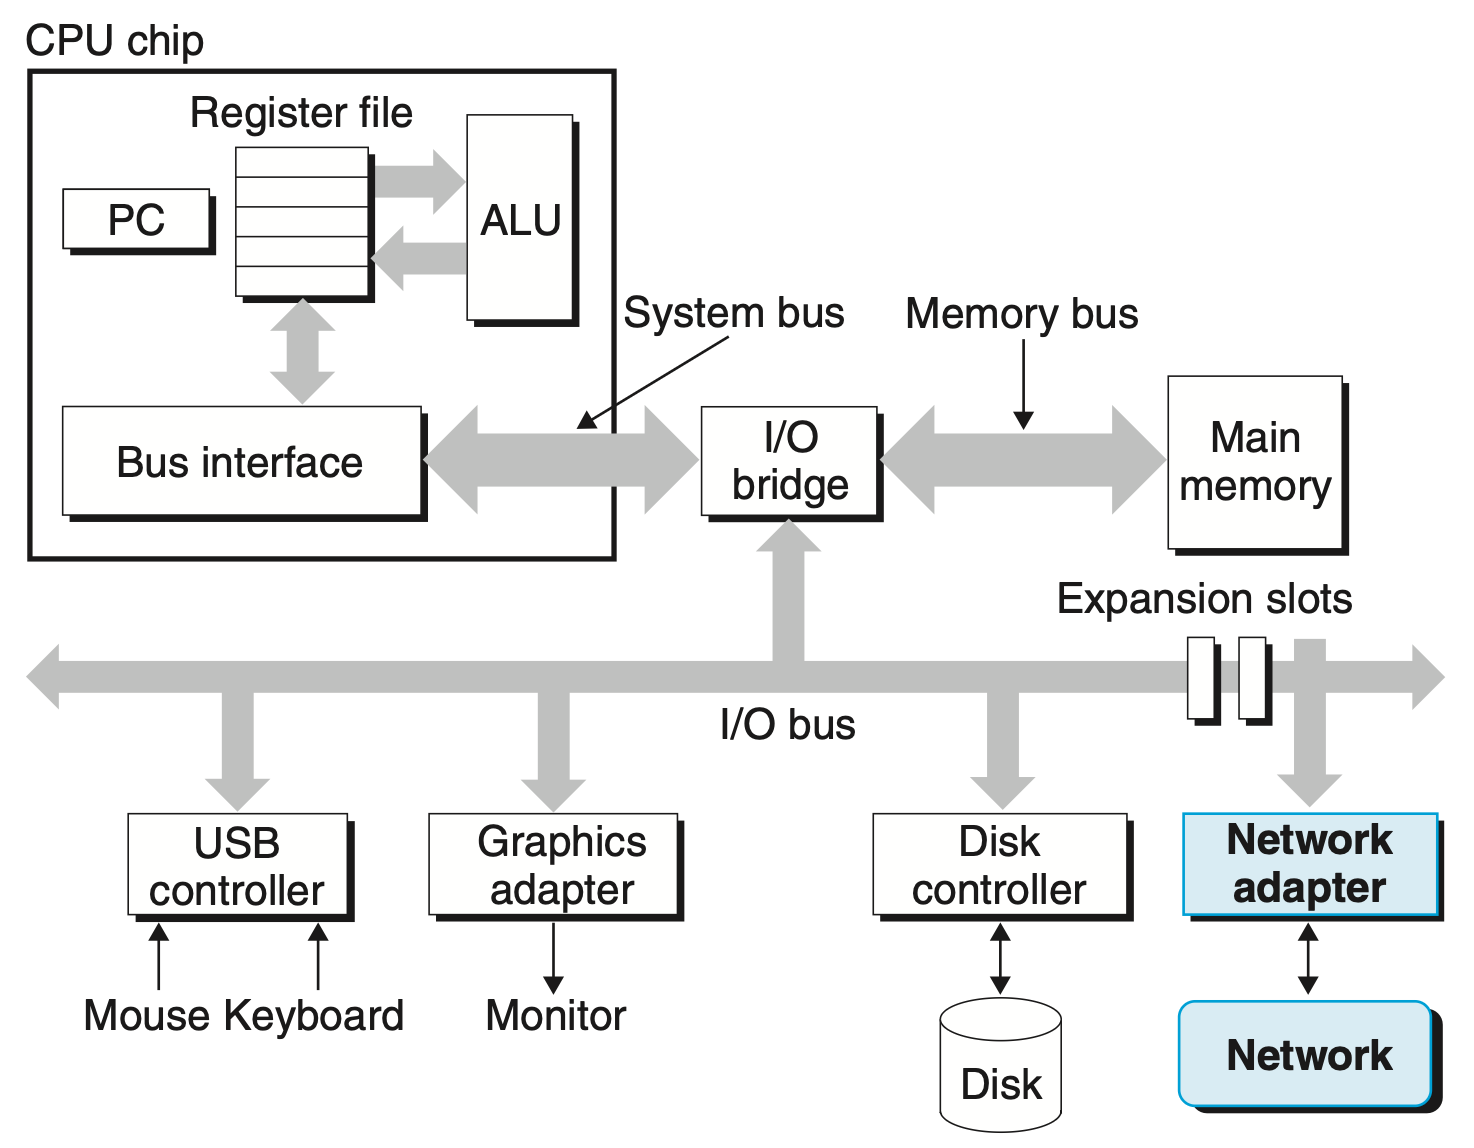 CPU chip
Register file
PC
ALU
System bus
Memory bus
Bus interface
I/O
bridge
Main
memory
Expansion slots
I/O bus
USB
controller
Graphics
adapter
Disk
controller
Network
adapter
Mouse Keyboard
Monitor
Disk
Network